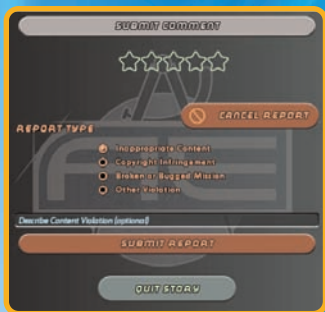 SUBMIT COMMENT
CANCEL REPORT
REPORT TYPE
Inappropriate Content
Copyright Infringement
Broken or Bugged Mission
Other Violation
Describe Content Violation (optional)
SUBMIT REPORT
QUIT STORY